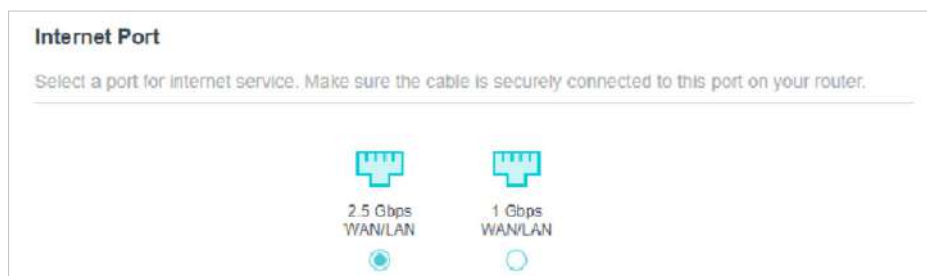 Internet Port
Select a port for internet service. Make sure the cable is securely connected to this port on your router.
2.5 Gbps 1 Gbps
WAN/LAN WAN/LAN